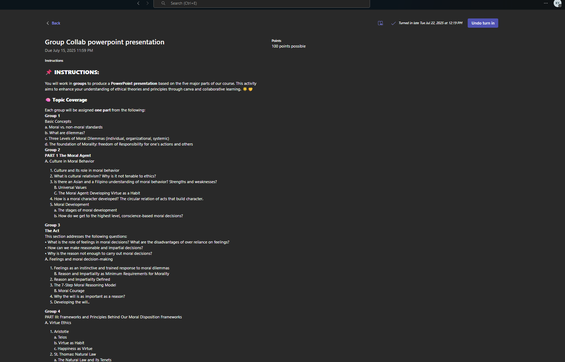 Search (Ctrl+E)
Back
Turned in late Tue Jul 22, 2025 at 12:19 PM
Undo turn in
Group Collab powerpoint presentation
Due July 19, 2025 11:59 PM
Points
100 points possible
Instructions
📌 INSTRUCTIONS:
You will work in groups to produce a PowerPoint presentation based on the five major parts of our course. This activity
aims to enhance your understanding of ethical theories and principles through canva and collaborative learning.
🧠 Topic Coverage
Each group will be assigned one part from the following:
Group 1
Basic Concepts
a. Moral vs. non-moral standards
b. What are dilemmas?
c. Three Levels of Moral Dilemmas (individual, organizational, systemic)
d. The foundation of Morality: freedom of Responsibility for one's actions and others
Group 2
PART 1 The Moral Agent
A. Culture in Moral Behavior
1. Culture and its role in moral behavior
2. What is cultural relativism? Why is it not tenable to ethics?
3. Is there an Asian and a Filipino understanding of moral behavior? Strengths and weaknesses?
B. Universal Values
C. The Moral Agent: Developing Virtue as a Habit
4. How is a moral character developed? The circular relation of acts that build character.
5. Moral Development
a. The stages of moral development
b. How do we get to the highest level, conscience-based moral decisions?
Group 3
The Act
This section addresses the following questions:
• What is the role of feelings in moral decisions? What are the disadvantages of over reliance on feelings?
• How can we make reasonable and impartial decisions?
• Why is the reason not enough to carry out moral decisions?
A. Feelings and moral decision-making
1. Feelings as an instinctive and trained response to moral dilemmas
B. Reason and Impartiality as Minimum Requirements for Morality
2. Reason and Impartiality Defined
3. The 7-Step Moral Reasoning Model
B. Moral Courage
4. Why the will is as important as a reason?
5. Developing the will.
Group 4
PART III: Frameworks and Principles Behind Our Moral Disposition Frameworks
A. Virtue Ethics
1. Aristotle
a. Telos
b. Virtue as Habit
c. Happiness as Virtue
2. St. Thomas: Natural Law
a. The Natural Law and its Tenets